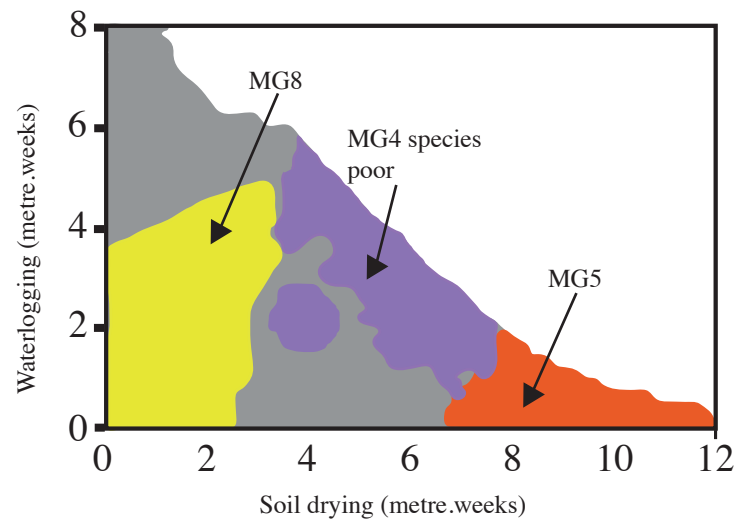 8
MG8
6
MG4 species
poor
4
MG5
2
0
0 2 4 6 8 10 12
Waterlogging (metre.weeks)
Soil drying (metre.weeks)